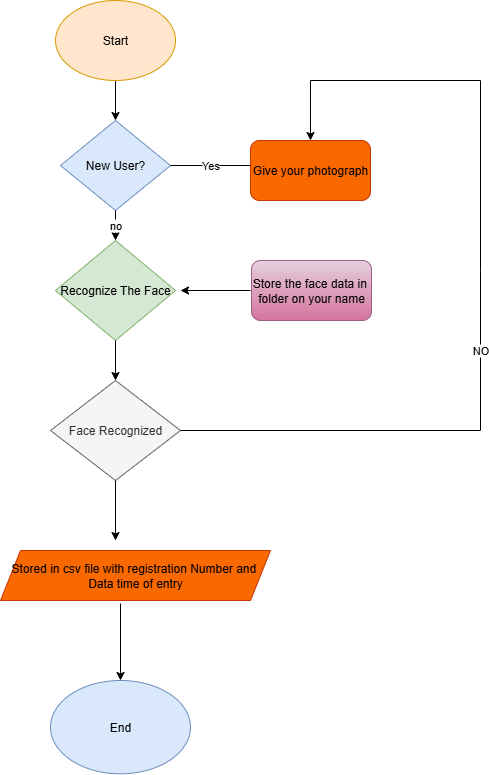 Start
New User?
Yes
Give your photograph
no
Recognize The Face
Store the face data in
folder on your name
NO
Face Recognized
Stored in csv file with registration Number and
Data time of entry
End